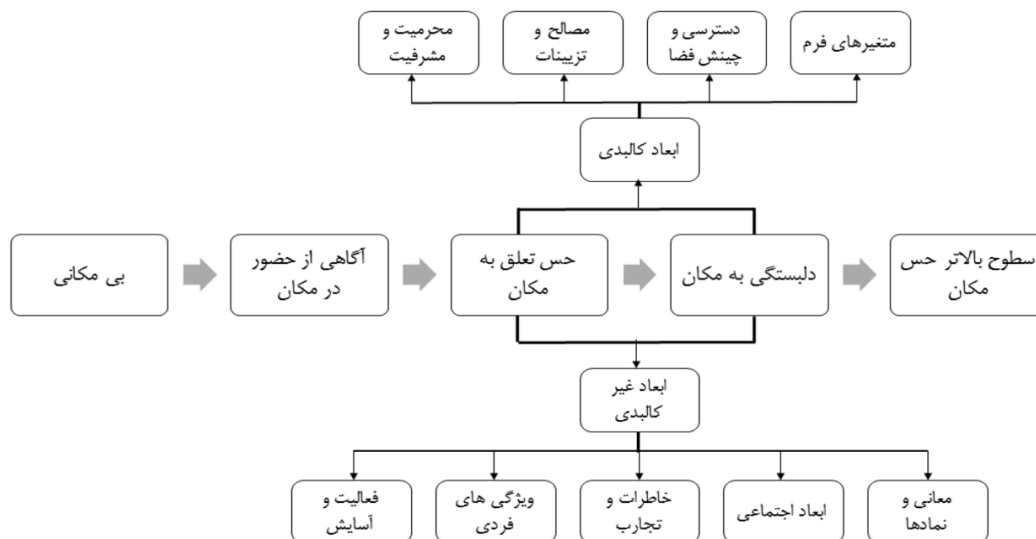 متغیرهای فرم
دسترسی و
چینش فضا
مصالح و
تزیینات
محرمیت و
مشرفیت
ابعاد کالبدی
بی مکانی
آگاهی از حضور
در مکان
حس تعلق به
مکان
دلبستگی به مکان
سطوح بالاتر حس
مکان
ابعاد غیر
کالبدی
معانی و
نمادها
ابعاد اجتماعی
خاطرات و
تجارب
ویژگی های
فردی
فعالیت و
آسایش